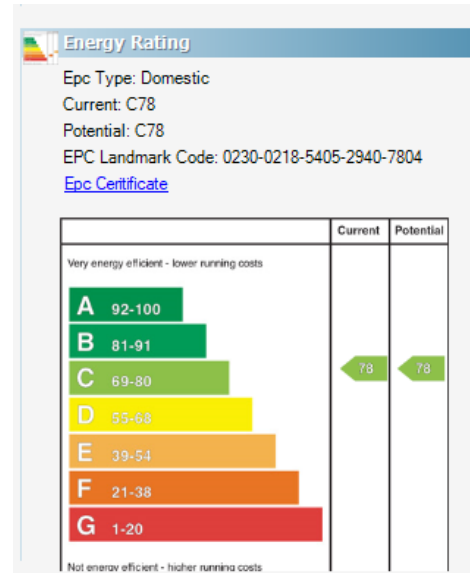 Energy Rating
Epc Type: Domestic
Current: C78
Potential: C78
EPC Landmark Code: 0230-0218-5405-2940-7804
Epc Certificate
Current Potential
Very energy efficient - lower running costs
A 92-100
B 81-91
C 69-80 78 78
D 55-68
E 39-54
F 21-38
G 1-20
Not energy efficient - higher running costs